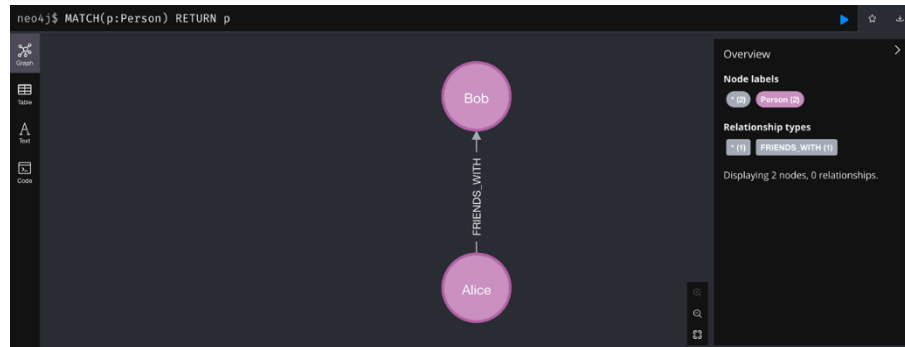 neo4j$ MATCH(p:Person) RETURN p
Graph
Table
A
Text
Code
Bob
FRIENDS_WITH
Alice
Overview
Node labels
* (2) Person (2)
Relationship types
* (1) FRIENDS_WITH (1)
Displaying 2 nodes, 0 relationships.